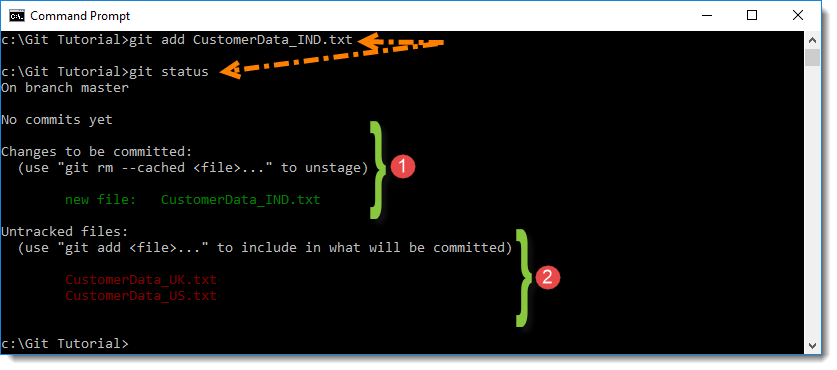 Command Prompt
c:\Git Tutorial>git add CustomerData_IND.txt
c:\Git Tutorial>git status
On branch master
No commits yet
Changes to be committed:
(use "git rm --cached <file>..." to unstage)
1
new file:   CustomerData_IND.txt
Untracked files:
(use "git add <file>..." to include in what will be committed)
2
CustomerData_UK.txt
CustomerData_US.txt
c:\Git Tutorial>